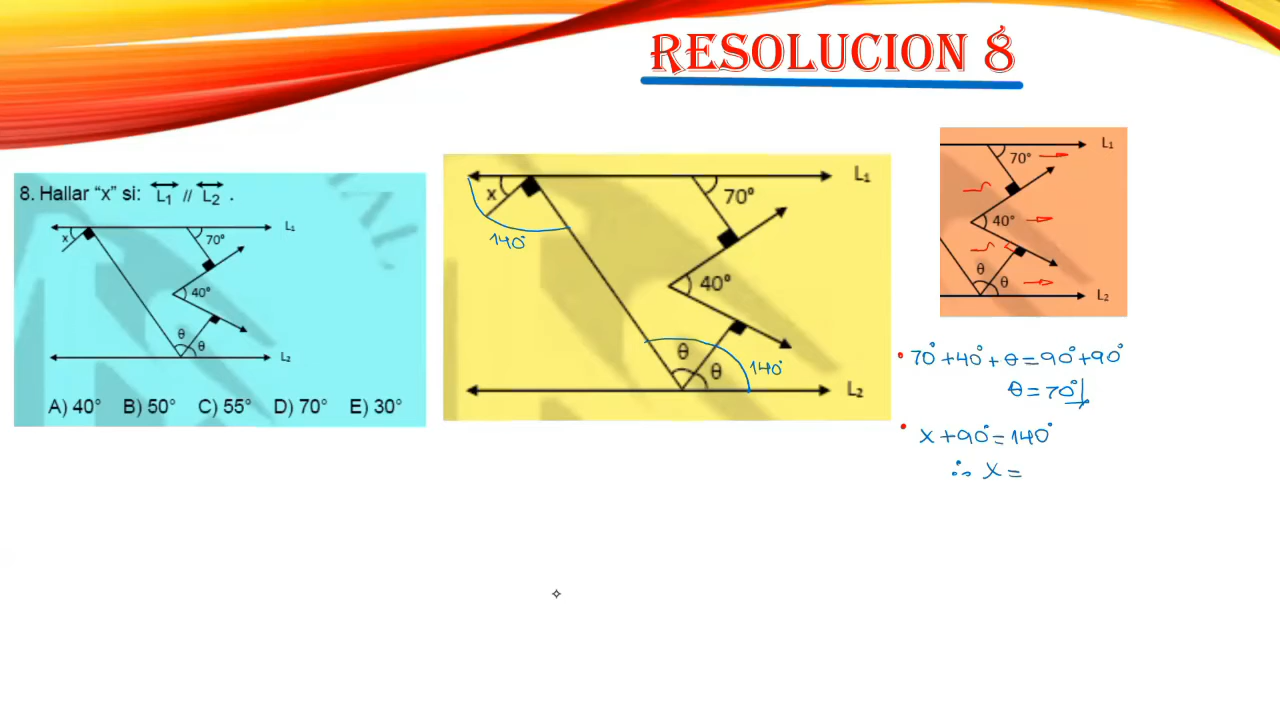 RESOLUCION 8
8. Hallar “x” si: L₁ // L₂ .
L₁
x
70°
40°
θ
θ
L₂
A) 40° B) 50° C) 55° D) 70° E) 30°
L₁
x
70°
140°
40°
θ
θ
140°
L₂
L₁
70°
40°
θ
θ
L₂
70°+40°+θ=90°+90°
θ=70°
x+90°=140°
∴ x=